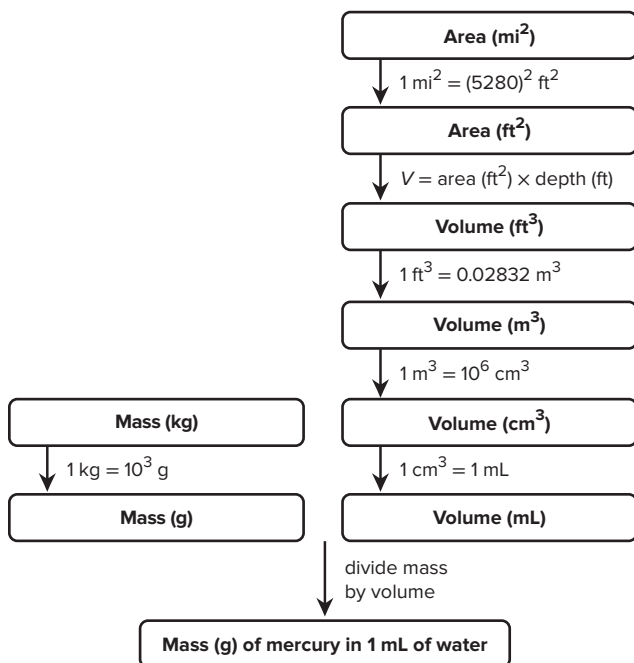 Area (mi²)
1 mi² = (5280)² ft²
Area (ft²)
V = area (ft²) × depth (ft)
Volume (ft³)
1 ft³ = 0.02832 m³
Volume (m³)
1 m³ = 10⁶ cm³
Mass (kg)
1 kg = 10³ g
Mass (g)
Volume (cm³)
1 cm³ = 1 mL
Volume (mL)
divide mass
by volume
Mass (g) of mercury in 1 mL of water